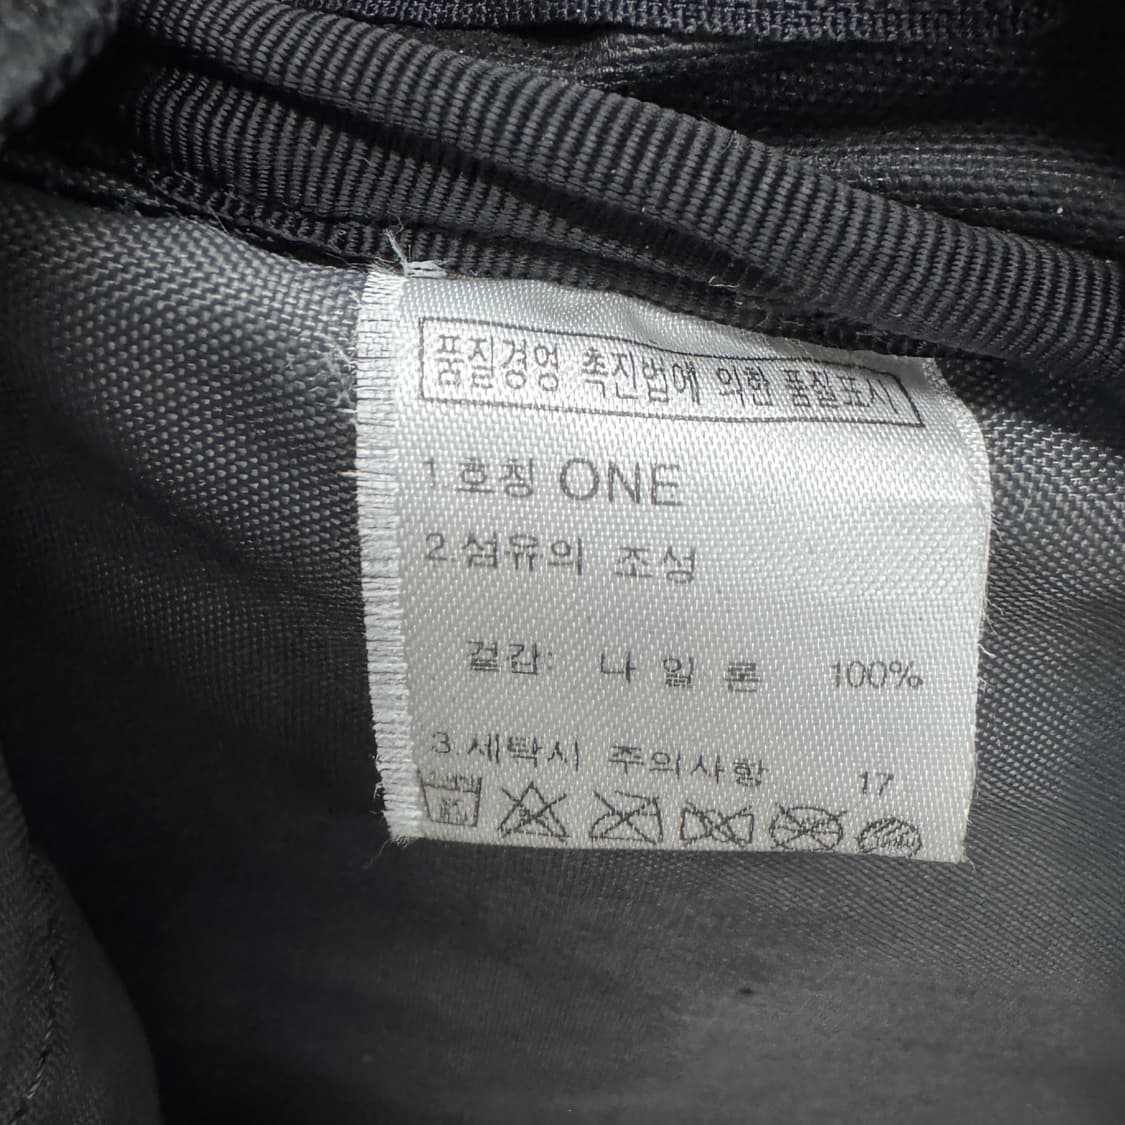 품질경영 촉진법에 의한 품질표시
1.호칭 ONE
2.섬유의 조성
겉감: 나 일 론 100%
3.세탁시 주의사항 17